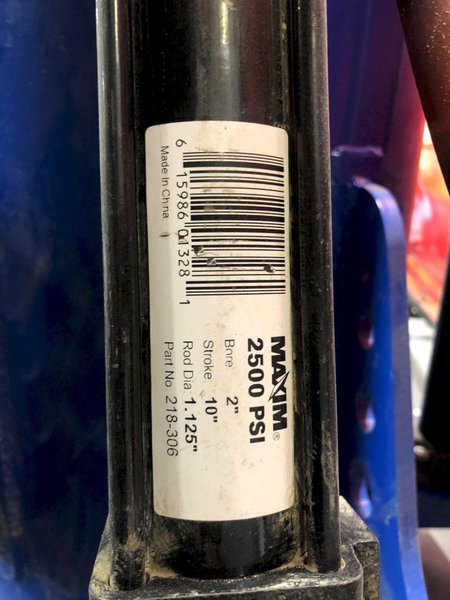 MAXIM®
2500 PSI
Bore 2"
Stroke 10"
Rod Dia 1.125"
Part No 218-306
6 15986 01328 1
Made In China